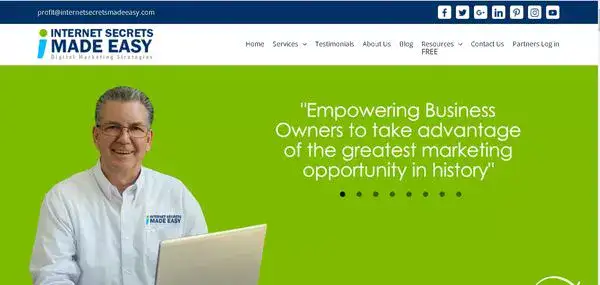 profit@internetsecretsmadeeasy.com
INTERNET SECRETS
MADE EASY
Digital Marketing Strategies
Home Services Testimonials About Us Blog Resources Contact Us Partners Log in
FREE
"Empowering Business
Owners to take advantage
of the greatest marketing
opportunity in history"
INTERNET SECRETS
MADE EASY